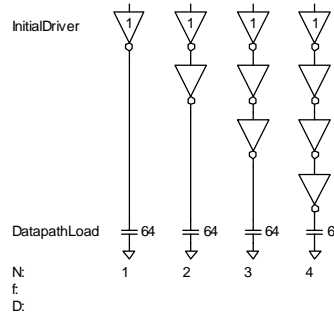 InitialDriver 1 1 1 1
DatapathLoad 64 64 64 6
N: 1 2 3 4
f:
D: